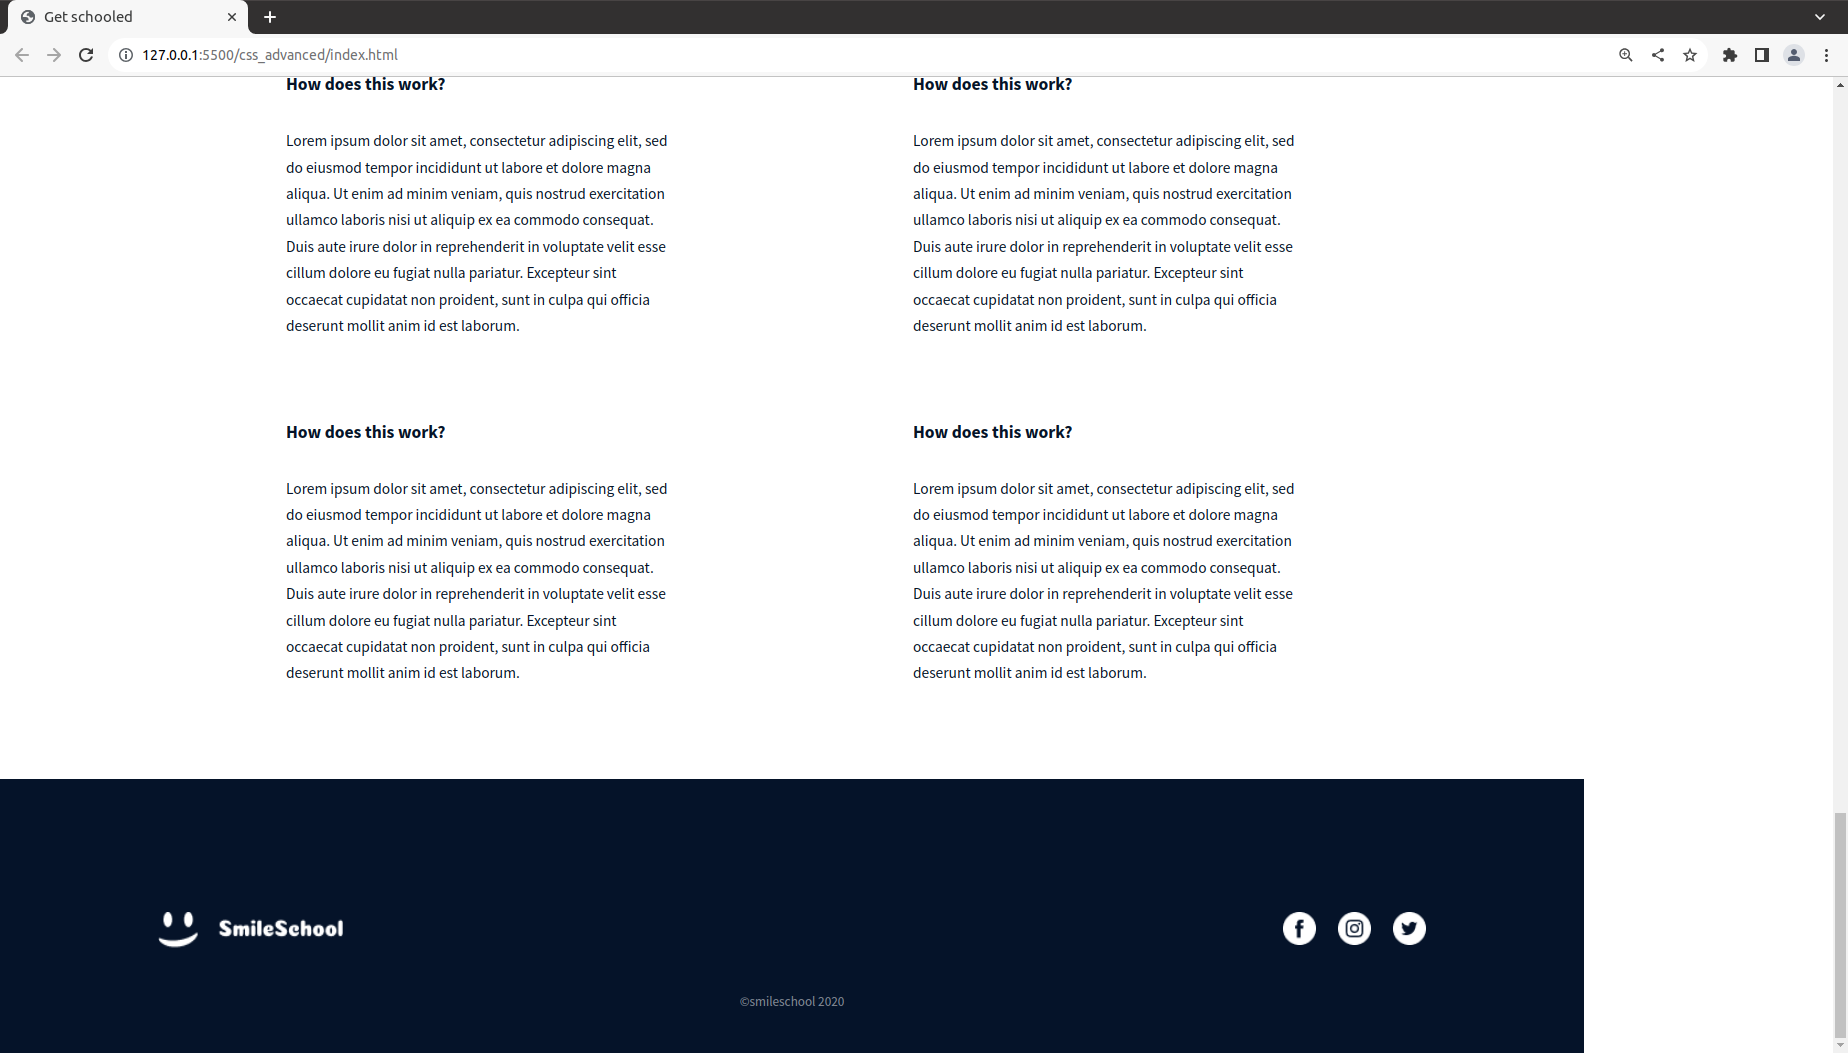 Get schooled
127.0.0.1:5500/css_advanced/index.html
How does this work?
Lorem ipsum dolor sit amet, consectetur adipiscing elit, sed
do eiusmod tempor incididunt ut labore et dolore magna
aliqua. Ut enim ad minim veniam, quis nostrud exercitation
ullamco laboris nisi ut aliquip ex ea commodo consequat.
Duis aute irure dolor in reprehenderit in voluptate velit esse
cillum dolore eu fugiat nulla pariatur. Excepteur sint
occaecat cupidatat non proident, sunt in culpa qui officia
deserunt mollit anim id est laborum.
How does this work?
Lorem ipsum dolor sit amet, consectetur adipiscing elit, sed
do eiusmod tempor incididunt ut labore et dolore magna
aliqua. Ut enim ad minim veniam, quis nostrud exercitation
ullamco laboris nisi ut aliquip ex ea commodo consequat.
Duis aute irure dolor in reprehenderit in voluptate velit esse
cillum dolore eu fugiat nulla pariatur. Excepteur sint
occaecat cupidatat non proident, sunt in culpa qui officia
deserunt mollit anim id est laborum.
How does this work?
Lorem ipsum dolor sit amet, consectetur adipiscing elit, sed
do eiusmod tempor incididunt ut labore et dolore magna
aliqua. Ut enim ad minim veniam, quis nostrud exercitation
ullamco laboris nisi ut aliquip ex ea commodo consequat.
Duis aute irure dolor in reprehenderit in voluptate velit esse
cillum dolore eu fugiat nulla pariatur. Excepteur sint
occaecat cupidatat non proident, sunt in culpa qui officia
deserunt mollit anim id est laborum.
How does this work?
Lorem ipsum dolor sit amet, consectetur adipiscing elit, sed
do eiusmod tempor incididunt ut labore et dolore magna
aliqua. Ut enim ad minim veniam, quis nostrud exercitation
ullamco laboris nisi ut aliquip ex ea commodo consequat.
Duis aute irure dolor in reprehenderit in voluptate velit esse
cillum dolore eu fugiat nulla pariatur. Excepteur sint
occaecat cupidatat non proident, sunt in culpa qui officia
deserunt mollit anim id est laborum.
SmileSchool
©smileschool 2020